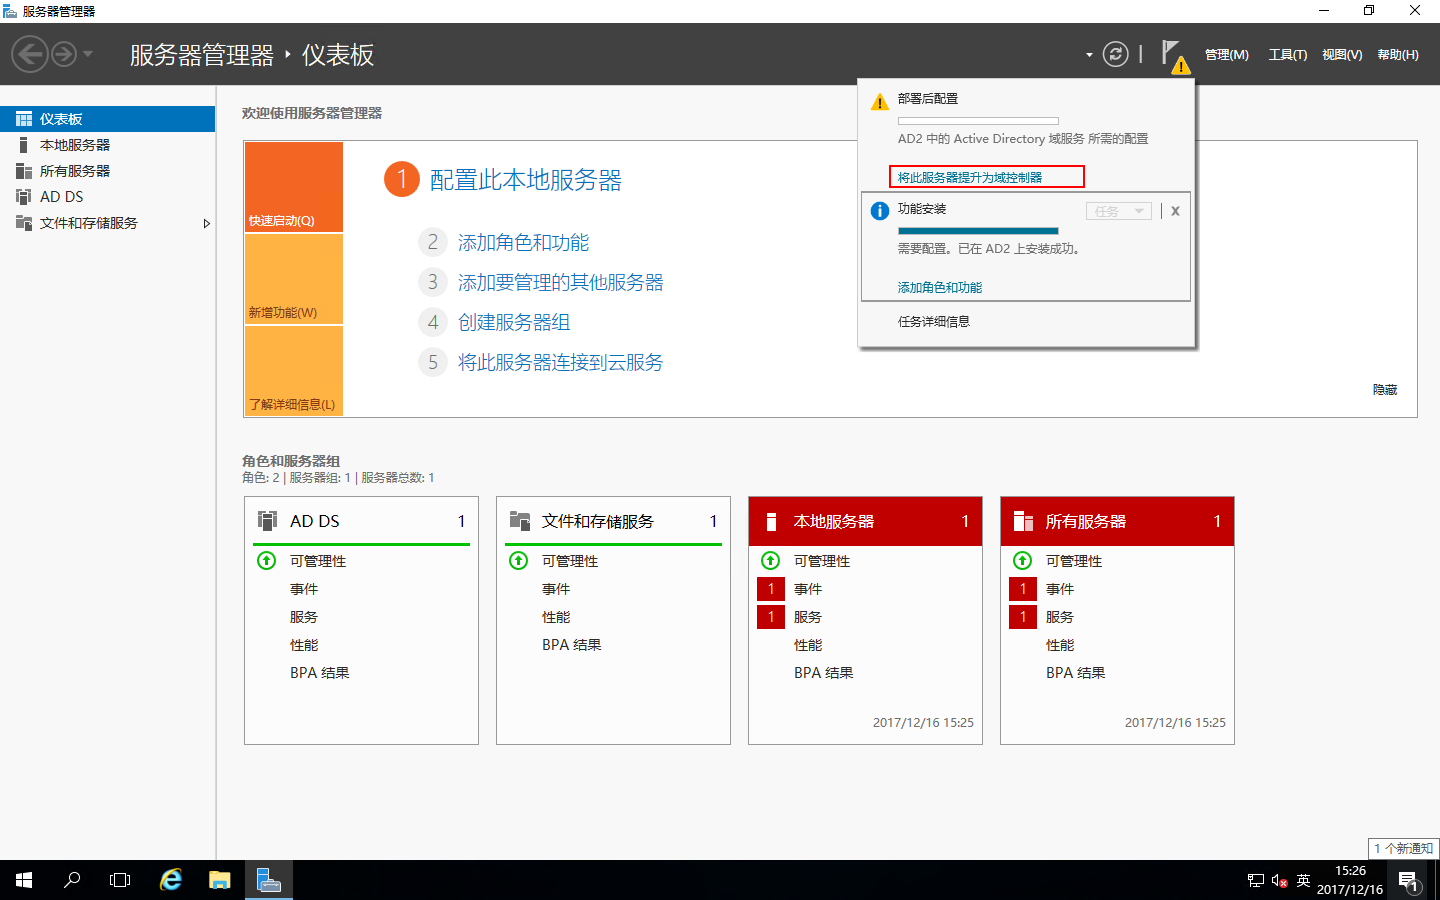 服务器管理器
服务器管理器 · 仪表板
管理(M) 工具(T) 视图(V) 帮助(H)
仪表板
本地服务器
所有服务器
AD DS
文件和存储服务
欢迎使用服务器管理器
快速启动(Q)
新增功能(W)
了解详细信息(L)
1 配置此本地服务器
2 添加角色和功能
3 添加要管理的其他服务器
4 创建服务器组
5 将此服务器连接到云服务
隐藏
部署后配置
AD2 中的 Active Directory 域服务 所需的配置
将此服务器提升为域控制器
功能安装
任务
X
需要配置。已在 AD2 上安装成功。
添加角色和功能
任务详细信息
角色和服务器组
角色: 2 | 服务器组: 1 | 服务器总数: 1
AD DS 1
可管理性
事件
服务
性能
BPA 结果
文件和存储服务 1
可管理性
事件
性能
BPA 结果
本地服务器 1
可管理性
1 事件
1 服务
性能
BPA 结果
2017/12/16 15:25
所有服务器 1
可管理性
1 事件
1 服务
性能
BPA 结果
2017/12/16 15:25
1 个新通知
英
15:26
2017/12/16
1